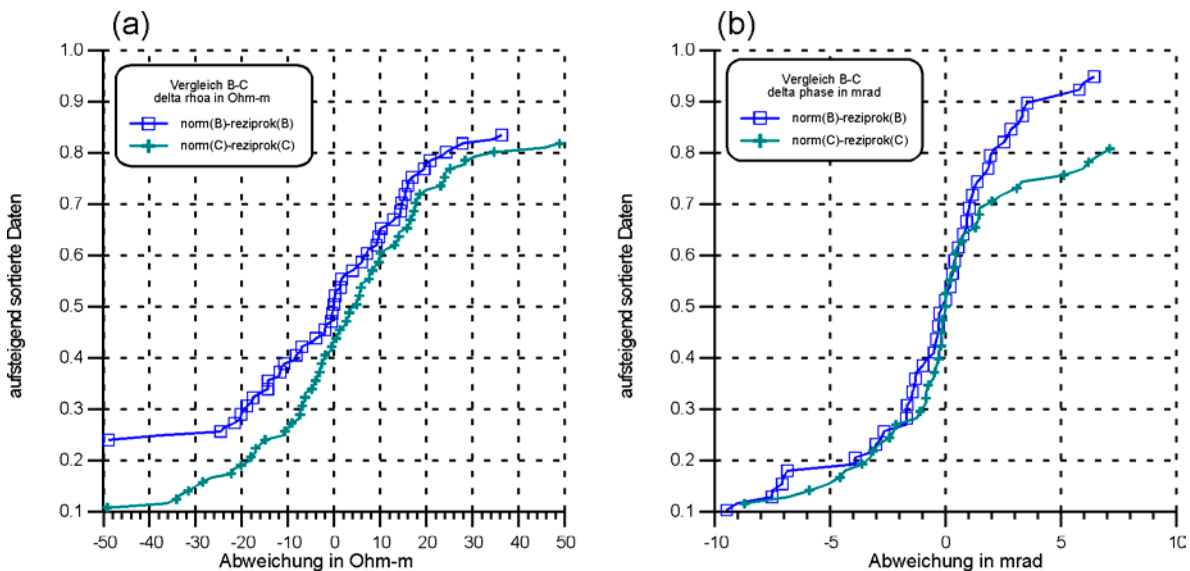 (a)
1.0
0.9
0.8
0.7
0.6
0.5
0.4
0.3
0.2
0.1
aufsteigend sortierte Daten
Vergleich B-C
delta rhoa in Ohm-m
norm(B)-reziprok(B)
norm(C)-reziprok(C)
-50 -40 -30 -20 -10 0 10 20 30 40 50
Abweichung in Ohm-m
(b)
1.0
0.9
0.8
0.7
0.6
0.5
0.4
0.3
0.2
0.1
aufsteigend sortierte Daten
Vergleich B-C
delta phase in mrad
norm(B)-reziprok(B)
norm(C)-reziprok(C)
-10 -5 0 5 10
Abweichung in mrad